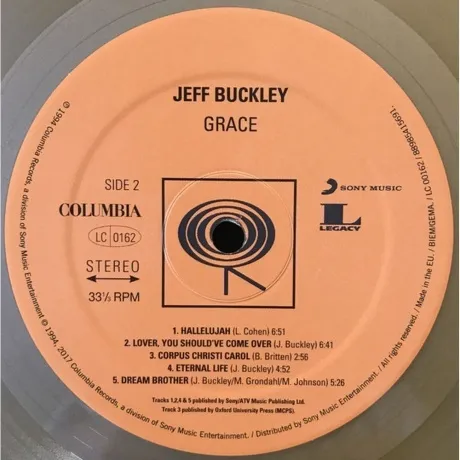 JEFF BUCKLEY
GRACE
SIDE 2
COLUMBIA
LC 0162
STEREO
33⅓ RPM
SONY MUSIC
L
LEGACY
1. HALLELUJAH (L. Cohen) 6:51
2. LOVER, YOU SHOULD'VE COME OVER (J. Buckley) 6:41
3. CORPUS CHRISTI CAROL (B. Britten) 2:56
4. ETERNAL LIFE (J. Buckley) 4:52
5. DREAM BROTHER (J. Buckley/M. Grondahl/M. Johnson) 5:26
Tracks 1,2,4 & 5 published by Sony/ATV Music Publishing Ltd.
Track 3 published by Oxford University Press (MCPS).
℗ 1994 Columbia Records, a division of Sony Music Entertainment © 1994, 2017 Columbia Records, a division of Sony Music Entertainment. / Distributed by Sony Music Entertainment. / All rights reserved. / Made in the EU. / BIEM/GEMA. / LC 00162 / 88985415691.